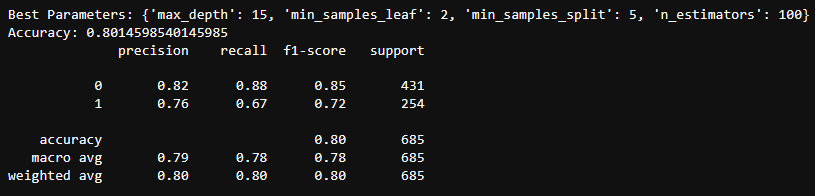 Best Parameters: {'max_depth': 15, 'min_samples_leaf': 2, 'min_samples_split': 5, 'n_estimators': 100}
Accuracy: 0.8014598540145985
              precision    recall  f1-score   support

           0       0.82      0.88      0.85       431
           1       0.76      0.67      0.72       254

    accuracy                           0.80       685
   macro avg       0.79      0.78      0.78       685
weighted avg       0.80      0.80      0.80       685